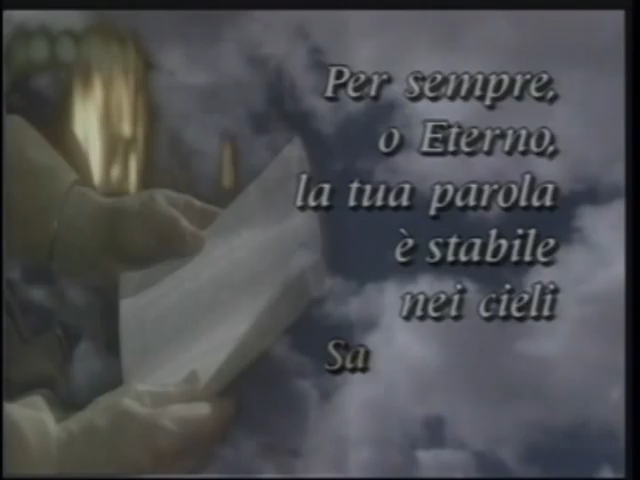 Per sempre,
o Eterno,
la tua parola
è stabile
nei cieli
Sa